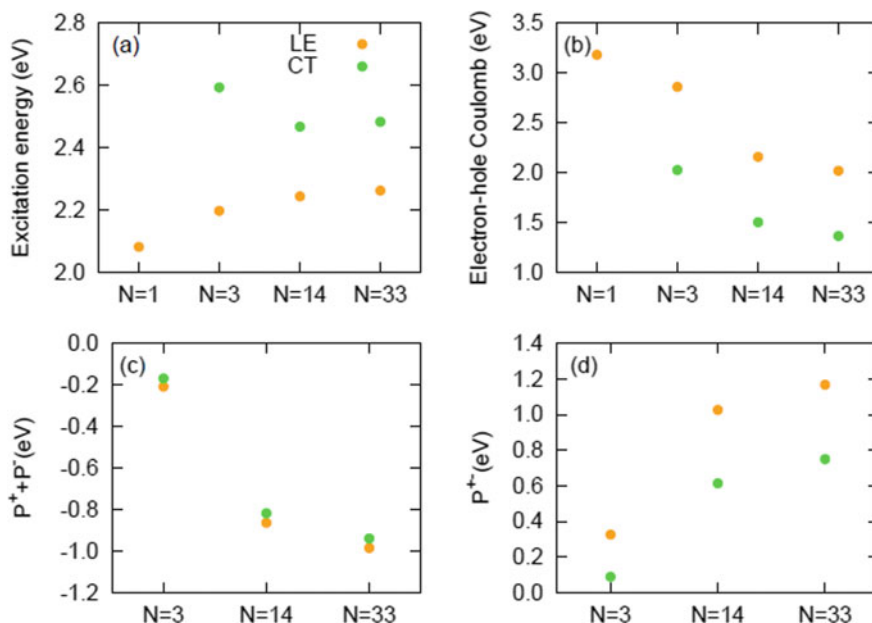 (a)
LE
CT
Excitation energy (eV)
2.8
2.6
2.4
2.2
2.0
N=1 N=3 N=14 N=33
(b)
Electron-hole Coulomb (eV)
3.5
3.0
2.5
2.0
1.5
1.0
N=1 N=3 N=14 N=33
(c)
P⁺+P⁻(eV)
0.0
-0.2
-0.4
-0.6
-0.8
-1.0
-1.2
N=3 N=14 N=33
(d)
P⁺⁻(eV)
1.4
1.2
1.0
0.8
0.6
0.4
0.2
0.0
N=3 N=14 N=33